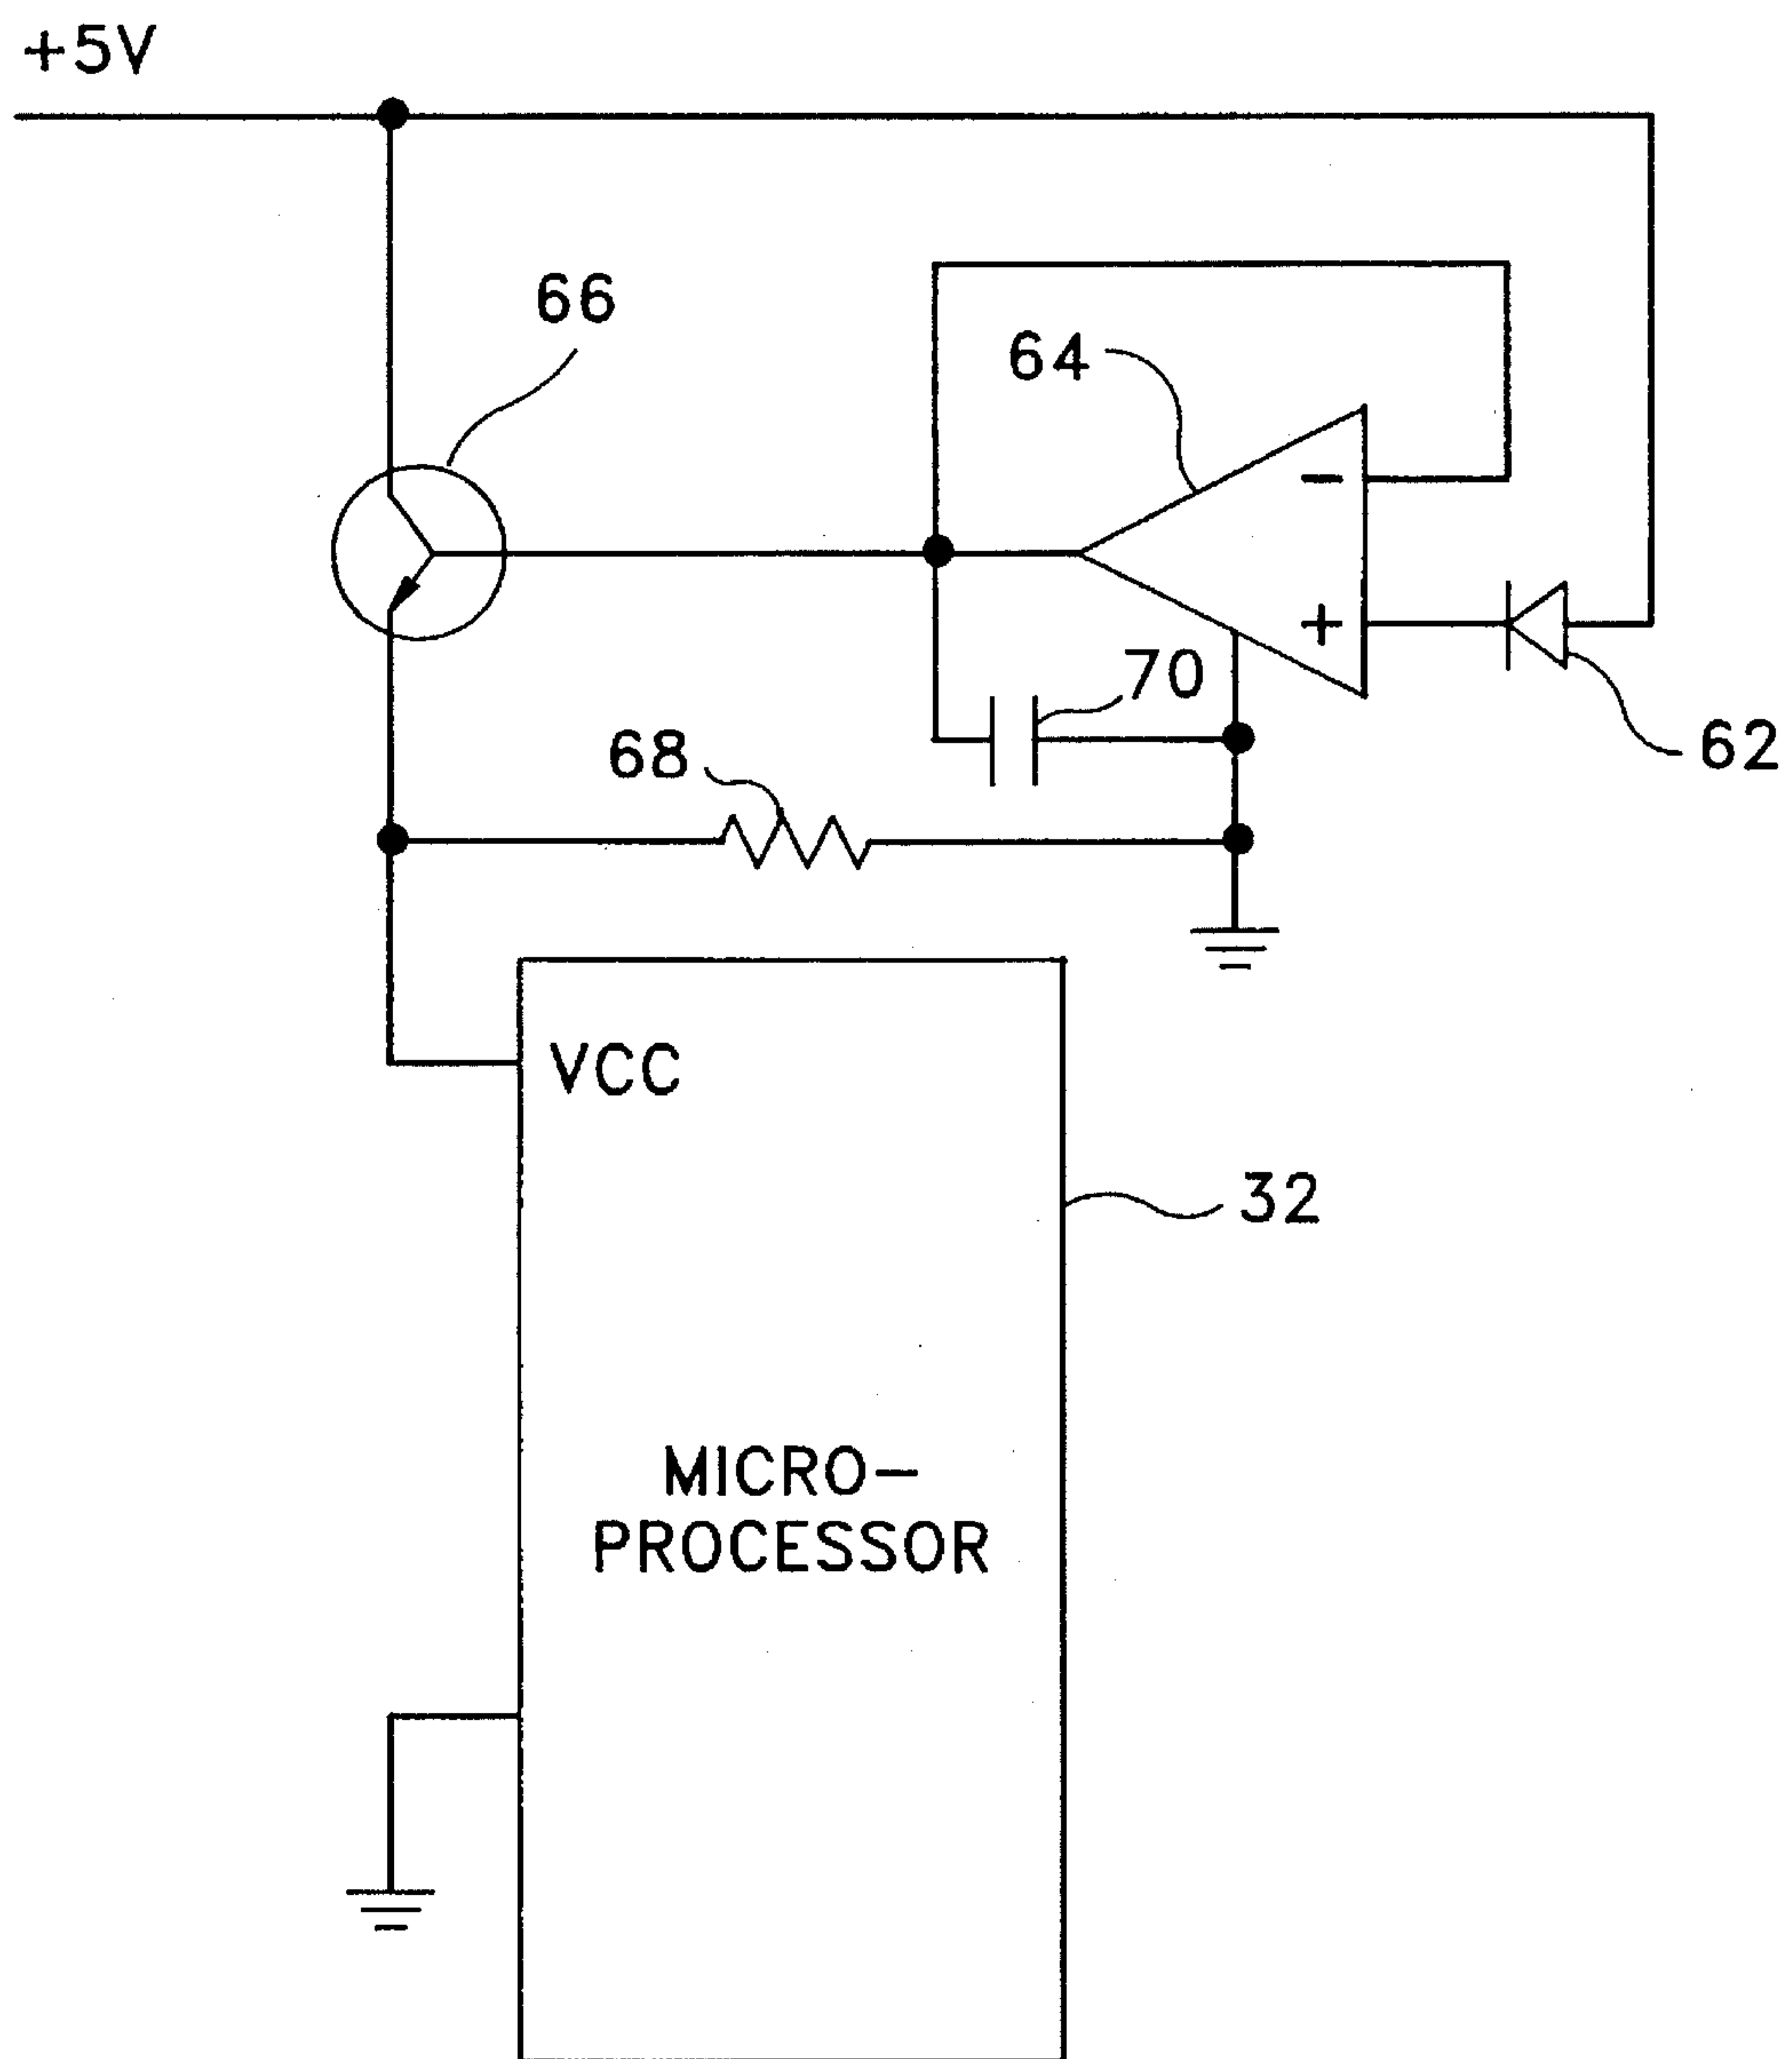 +5V
66
64
-
+
70
62
68
VCC
32
MICRO-
PROCESSOR